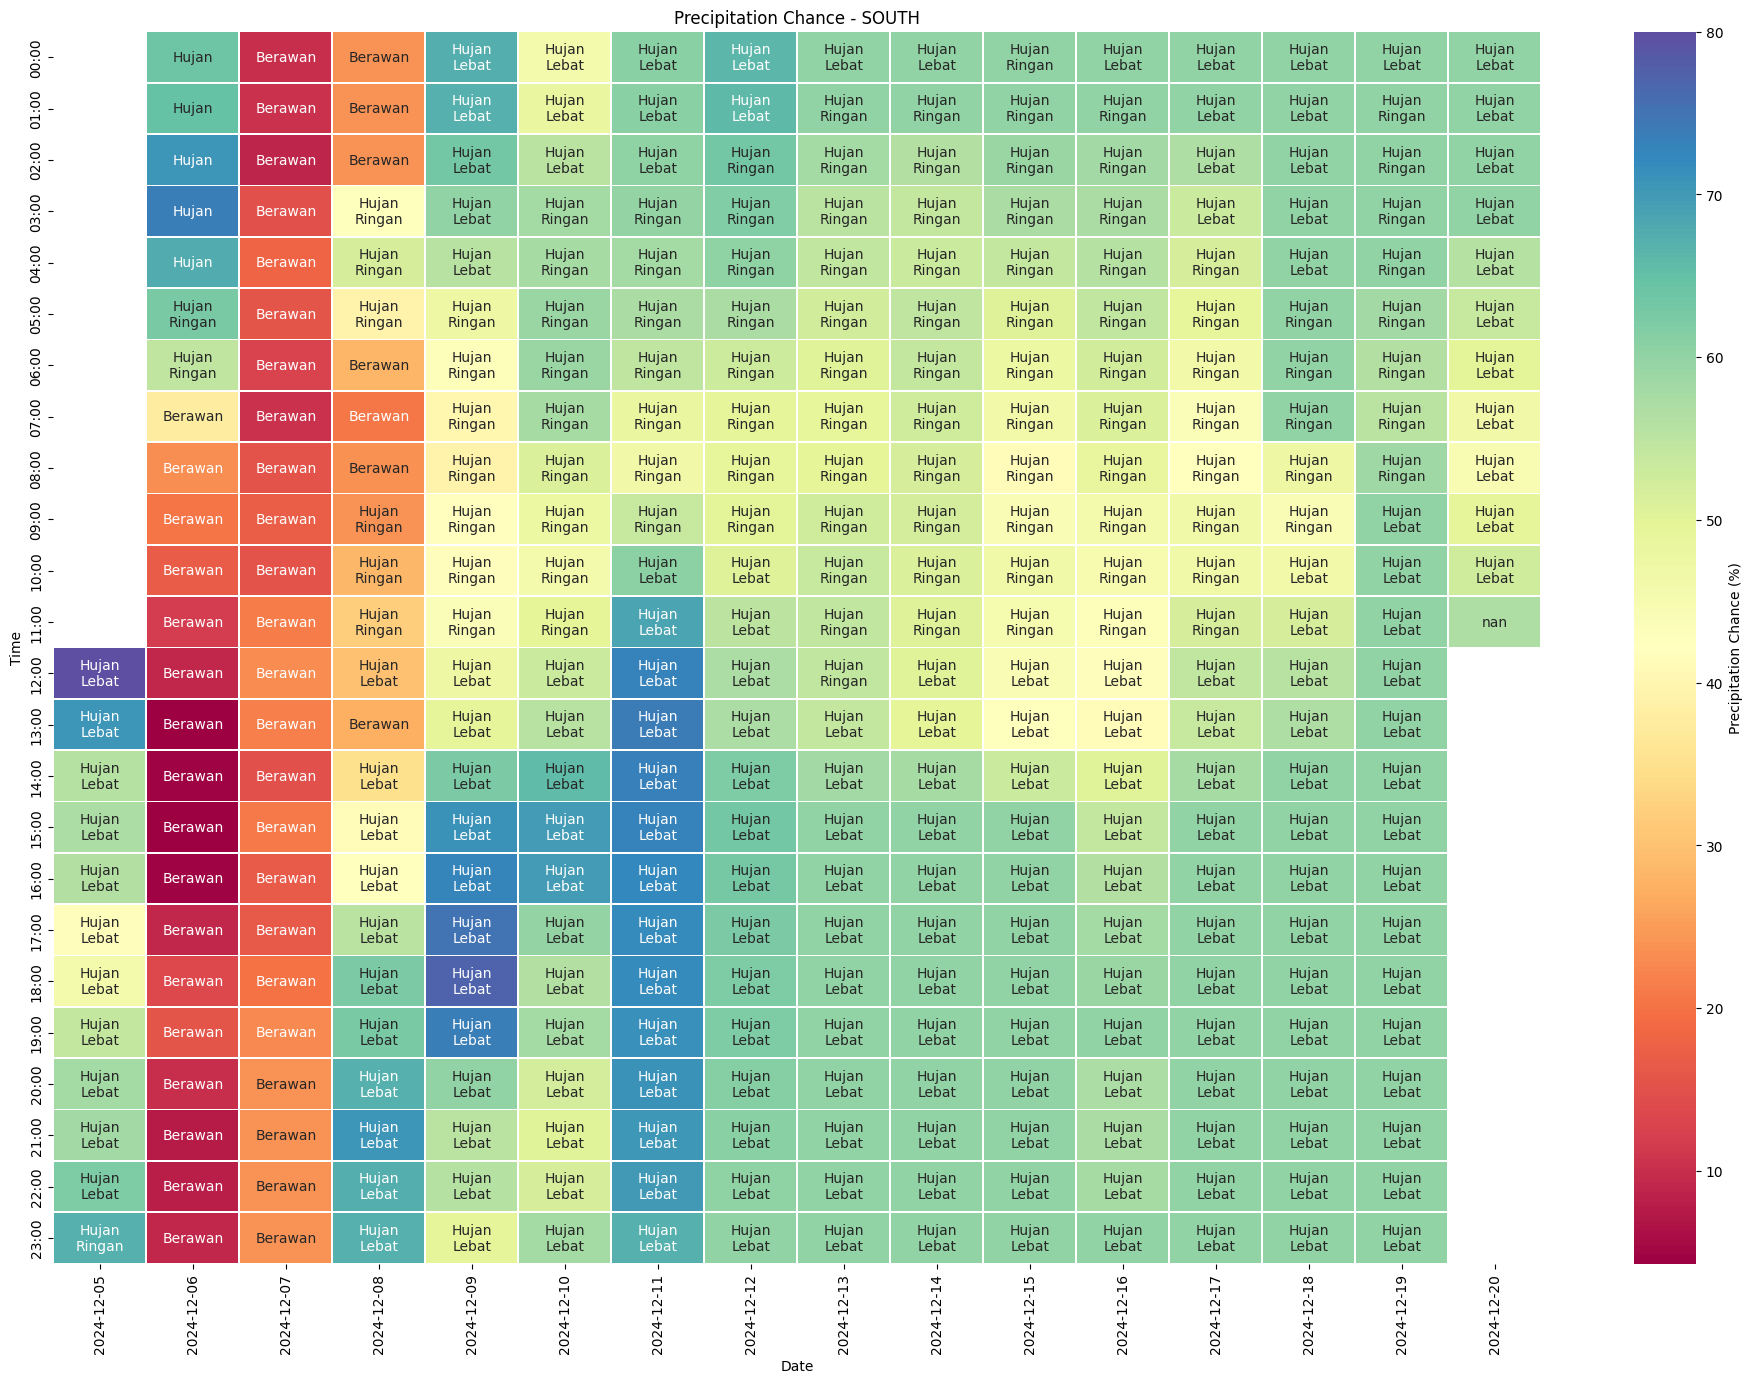 Precipitation Chance - SOUTH
00:00 Hujan Berawan Berawan Hujan Lebat Hujan Lebat Hujan Lebat Hujan Lebat Hujan Lebat Hujan Lebat Hujan Ringan Hujan Lebat Hujan Lebat Hujan Lebat Hujan Lebat Hujan Lebat
01:00 Hujan Berawan Berawan Hujan Lebat Hujan Lebat Hujan Lebat Hujan Lebat Hujan Ringan Hujan Ringan Hujan Ringan Hujan Ringan Hujan Lebat Hujan Lebat Hujan Ringan Hujan Lebat
02:00 Hujan Berawan Berawan Hujan Lebat Hujan Lebat Hujan Lebat Hujan Ringan Hujan Ringan Hujan Ringan Hujan Ringan Hujan Ringan Hujan Lebat Hujan Lebat Hujan Ringan Hujan Lebat
03:00 Hujan Berawan Hujan Ringan Hujan Lebat Hujan Ringan Hujan Ringan Hujan Ringan Hujan Ringan Hujan Ringan Hujan Ringan Hujan Ringan Hujan Lebat Hujan Lebat Hujan Ringan Hujan Lebat
04:00 Hujan Berawan Hujan Ringan Hujan Lebat Hujan Ringan Hujan Ringan Hujan Ringan Hujan Ringan Hujan Ringan Hujan Ringan Hujan Ringan Hujan Ringan Hujan Lebat Hujan Ringan Hujan Lebat
05:00 Hujan Ringan Berawan Hujan Ringan Hujan Ringan Hujan Ringan Hujan Ringan Hujan Ringan Hujan Ringan Hujan Ringan Hujan Ringan Hujan Ringan Hujan Ringan Hujan Ringan Hujan Ringan Hujan Lebat
06:00 Hujan Ringan Berawan Berawan Hujan Ringan Hujan Ringan Hujan Ringan Hujan Ringan Hujan Ringan Hujan Ringan Hujan Ringan Hujan Ringan Hujan Ringan Hujan Ringan Hujan Ringan Hujan Lebat
07:00 Berawan Berawan Berawan Hujan Ringan Hujan Ringan Hujan Ringan Hujan Ringan Hujan Ringan Hujan Ringan Hujan Ringan Hujan Ringan Hujan Ringan Hujan Ringan Hujan Ringan Hujan Lebat
08:00 Berawan Berawan Berawan Hujan Ringan Hujan Ringan Hujan Ringan Hujan Ringan Hujan Ringan Hujan Ringan Hujan Ringan Hujan Ringan Hujan Ringan Hujan Ringan Hujan Ringan Hujan Lebat
09:00 Berawan Berawan Hujan Ringan Hujan Ringan Hujan Ringan Hujan Ringan Hujan Ringan Hujan Ringan Hujan Ringan Hujan Ringan Hujan Ringan Hujan Ringan Hujan Ringan Hujan Lebat Hujan Lebat
10:00 Berawan Berawan Hujan Ringan Hujan Ringan Hujan Ringan Hujan Lebat Hujan Lebat Hujan Ringan Hujan Ringan Hujan Ringan Hujan Ringan Hujan Ringan Hujan Lebat Hujan Lebat Hujan Lebat
11:00 Berawan Berawan Hujan Ringan Hujan Ringan Hujan Ringan Hujan Lebat Hujan Lebat Hujan Ringan Hujan Ringan Hujan Ringan Hujan Ringan Hujan Ringan Hujan Lebat Hujan Lebat nan
12:00 Hujan Lebat Berawan Berawan Hujan Lebat Hujan Lebat Hujan Lebat Hujan Lebat Hujan Lebat Hujan Ringan Hujan Lebat Hujan Lebat Hujan Lebat Hujan Lebat Hujan Lebat Hujan Lebat
13:00 Hujan Lebat Berawan Berawan Berawan Hujan Lebat Hujan Lebat Hujan Lebat Hujan Lebat Hujan Lebat Hujan Lebat Hujan Lebat Hujan Lebat Hujan Lebat Hujan Lebat Hujan Lebat
14:00 Hujan Lebat Berawan Berawan Hujan Lebat Hujan Lebat Hujan Lebat Hujan Lebat Hujan Lebat Hujan Lebat Hujan Lebat Hujan Lebat Hujan Lebat Hujan Lebat Hujan Lebat Hujan Lebat
15:00 Hujan Lebat Berawan Berawan Hujan Lebat Hujan Lebat Hujan Lebat Hujan Lebat Hujan Lebat Hujan Lebat Hujan Lebat Hujan Lebat Hujan Lebat Hujan Lebat Hujan Lebat Hujan Lebat
16:00 Hujan Lebat Berawan Berawan Hujan Lebat Hujan Lebat Hujan Lebat Hujan Lebat Hujan Lebat Hujan Lebat Hujan Lebat Hujan Lebat Hujan Lebat Hujan Lebat Hujan Lebat Hujan Lebat
17:00 Hujan Lebat Berawan Berawan Hujan Lebat Hujan Lebat Hujan Lebat Hujan Lebat Hujan Lebat Hujan Lebat Hujan Lebat Hujan Lebat Hujan Lebat Hujan Lebat Hujan Lebat Hujan Lebat
18:00 Hujan Lebat Berawan Berawan Hujan Lebat Hujan Lebat Hujan Lebat Hujan Lebat Hujan Lebat Hujan Lebat Hujan Lebat Hujan Lebat Hujan Lebat Hujan Lebat Hujan Lebat Hujan Lebat
19:00 Hujan Lebat Berawan Berawan Hujan Lebat Hujan Lebat Hujan Lebat Hujan Lebat Hujan Lebat Hujan Lebat Hujan Lebat Hujan Lebat Hujan Lebat Hujan Lebat Hujan Lebat Hujan Lebat
20:00 Hujan Lebat Berawan Berawan Hujan Lebat Hujan Lebat Hujan Lebat Hujan Lebat Hujan Lebat Hujan Lebat Hujan Lebat Hujan Lebat Hujan Lebat Hujan Lebat Hujan Lebat Hujan Lebat
21:00 Hujan Lebat Berawan Berawan Hujan Lebat Hujan Lebat Hujan Lebat Hujan Lebat Hujan Lebat Hujan Lebat Hujan Lebat Hujan Lebat Hujan Lebat Hujan Lebat Hujan Lebat Hujan Lebat
22:00 Hujan Lebat Berawan Berawan Hujan Lebat Hujan Lebat Hujan Lebat Hujan Lebat Hujan Lebat Hujan Lebat Hujan Lebat Hujan Lebat Hujan Lebat Hujan Lebat Hujan Lebat Hujan Lebat
23:00 Hujan Ringan Berawan Berawan Hujan Lebat Hujan Lebat Hujan Lebat Hujan Lebat Hujan Lebat Hujan Lebat Hujan Lebat Hujan Lebat Hujan Lebat Hujan Lebat Hujan Lebat Hujan Lebat
Time
2024-12-05 2024-12-06 2024-12-07 2024-12-08 2024-12-09 2024-12-10 2024-12-11 2024-12-12 2024-12-13 2024-12-14 2024-12-15 2024-12-16 2024-12-17 2024-12-18 2024-12-19 2024-12-20
Date
80
70
60
50
40
30
20
10
Precipitation Chance (%)